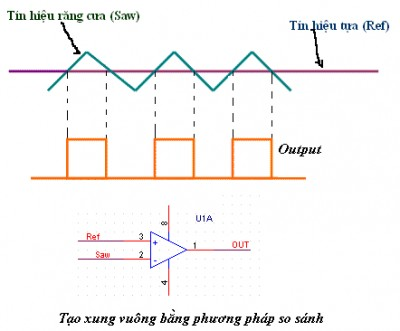 Tín hiệu răng cưa (Saw)
Tín hiệu tựa (Ref)
Output
8
U1A
Ref
3
+
1
OUT
Saw
2
-
4
Tạo xung vuông bằng phương pháp so sánh